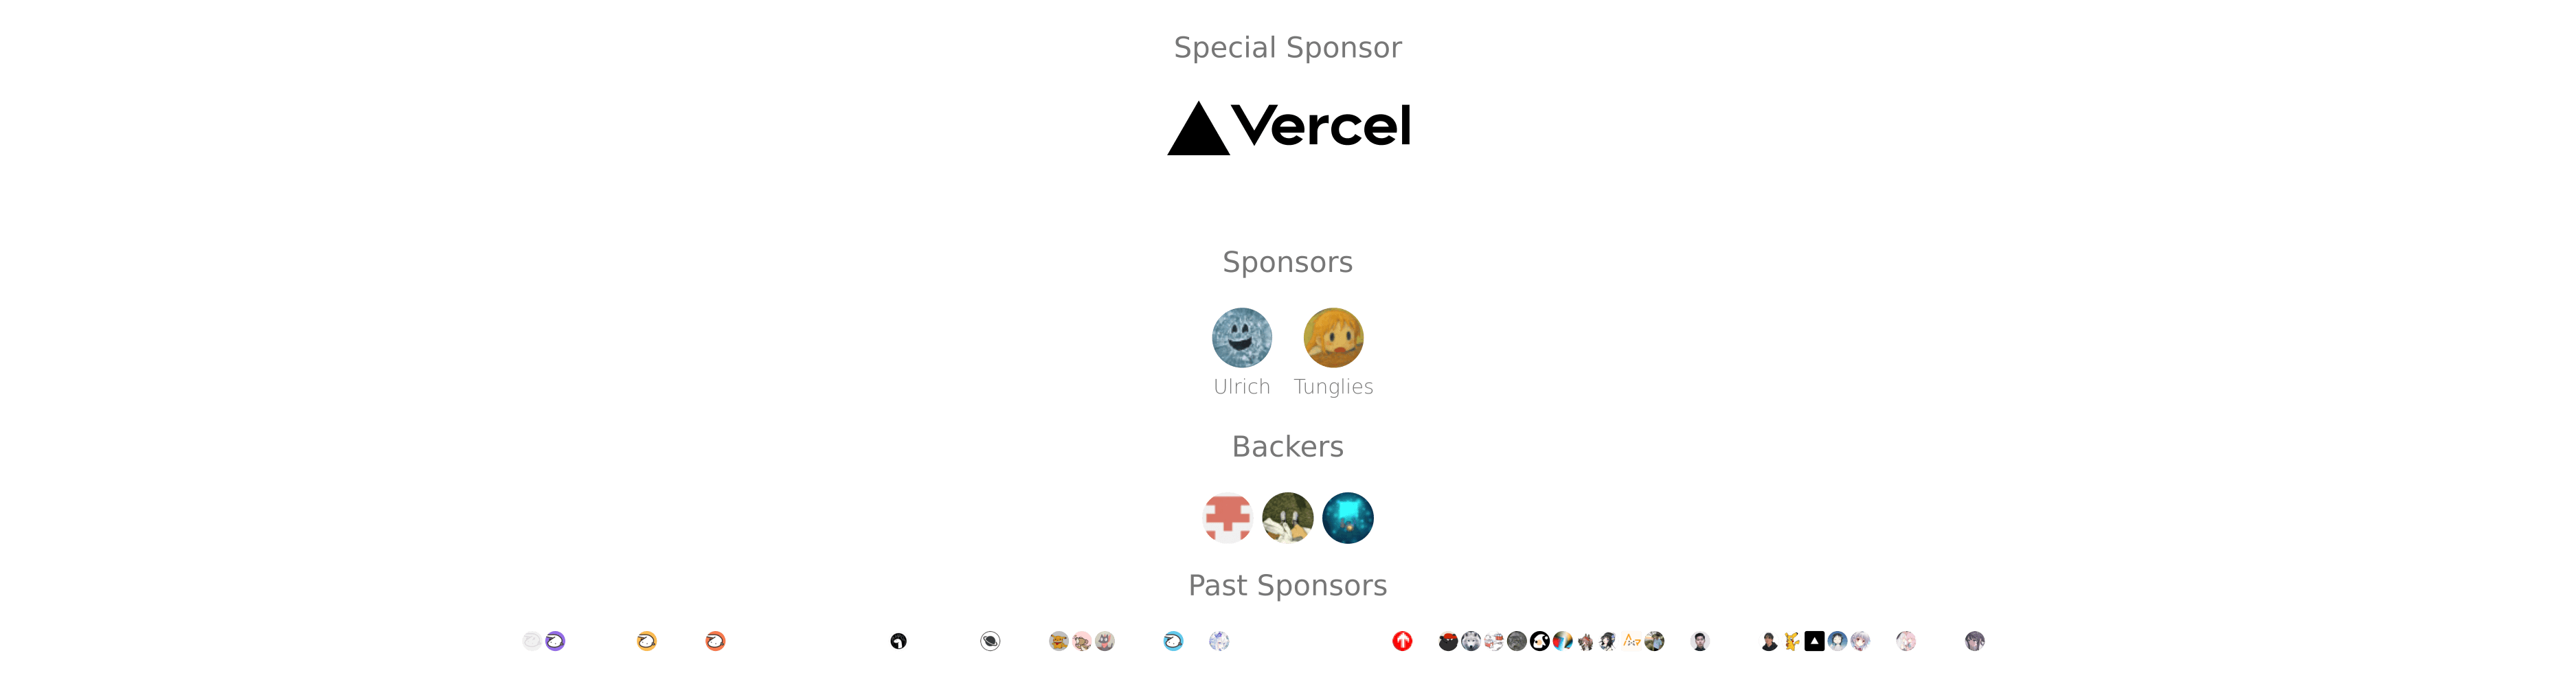 Special Sponsor
Vercel
Sponsors
Ulrich
Tunglies
Backers
Past Sponsors